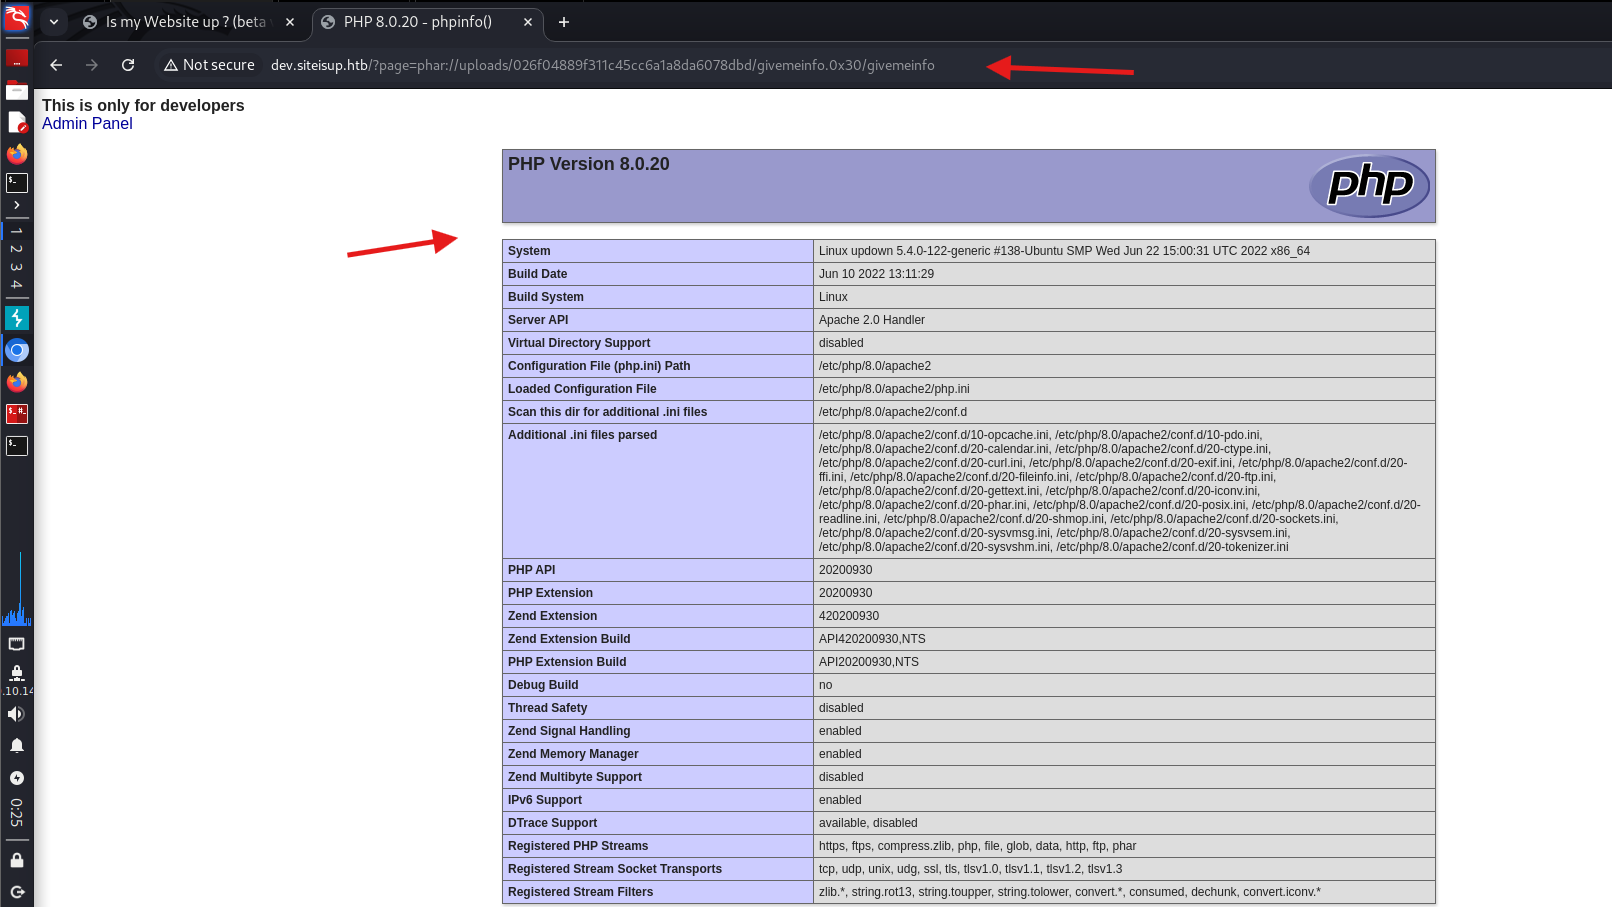 Is my Website up ? (beta
PHP 8.0.20 - phpinfo()
Not secure
dev.siteisup.htb/?page=phar://uploads/026f04889f311c45cc6a1a8da6078dbd/givemeinfo.0x30/givemeinfo
This is only for developers
Admin Panel
PHP Version 8.0.20
php
System Linux updown 5.4.0-122-generic #138-Ubuntu SMP Wed Jun 22 15:00:31 UTC 2022 x86_64
Build Date Jun 10 2022 13:11:29
Build System Linux
Server API Apache 2.0 Handler
Virtual Directory Support disabled
Configuration File (php.ini) Path /etc/php/8.0/apache2
Loaded Configuration File /etc/php/8.0/apache2/php.ini
Scan this dir for additional .ini files /etc/php/8.0/apache2/conf.d
Additional .ini files parsed /etc/php/8.0/apache2/conf.d/10-opcache.ini, /etc/php/8.0/apache2/conf.d/10-pdo.ini,
/etc/php/8.0/apache2/conf.d/20-calendar.ini, /etc/php/8.0/apache2/conf.d/20-ctype.ini,
/etc/php/8.0/apache2/conf.d/20-curl.ini, /etc/php/8.0/apache2/conf.d/20-exif.ini, /etc/php/8.0/apache2/conf.d/20-
ffi.ini, /etc/php/8.0/apache2/conf.d/20-fileinfo.ini, /etc/php/8.0/apache2/conf.d/20-ftp.ini,
/etc/php/8.0/apache2/conf.d/20-gettext.ini, /etc/php/8.0/apache2/conf.d/20-iconv.ini,
/etc/php/8.0/apache2/conf.d/20-phar.ini, /etc/php/8.0/apache2/conf.d/20-posix.ini, /etc/php/8.0/apache2/conf.d/20-
readline.ini, /etc/php/8.0/apache2/conf.d/20-shmop.ini, /etc/php/8.0/apache2/conf.d/20-sockets.ini,
/etc/php/8.0/apache2/conf.d/20-sysvmsg.ini, /etc/php/8.0/apache2/conf.d/20-sysvsem.ini,
/etc/php/8.0/apache2/conf.d/20-sysvshm.ini, /etc/php/8.0/apache2/conf.d/20-tokenizer.ini
PHP API 20200930
PHP Extension 20200930
Zend Extension 420200930
Zend Extension Build API420200930,NTS
PHP Extension Build API20200930,NTS
Debug Build no
Thread Safety disabled
Zend Signal Handling enabled
Zend Memory Manager enabled
Zend Multibyte Support disabled
IPv6 Support enabled
DTrace Support available, disabled
Registered PHP Streams https, ftps, compress.zlib, php, file, glob, data, http, ftp, phar
Registered Stream Socket Transports tcp, udp, unix, udg, ssl, tls, tlsv1.0, tlsv1.1, tlsv1.2, tlsv1.3
Registered Stream Filters zlib.*, string.rot13, string.toupper, string.tolower, convert.*, consumed, dechunk, convert.iconv.*
1
2
3
4
.10.14
0:25